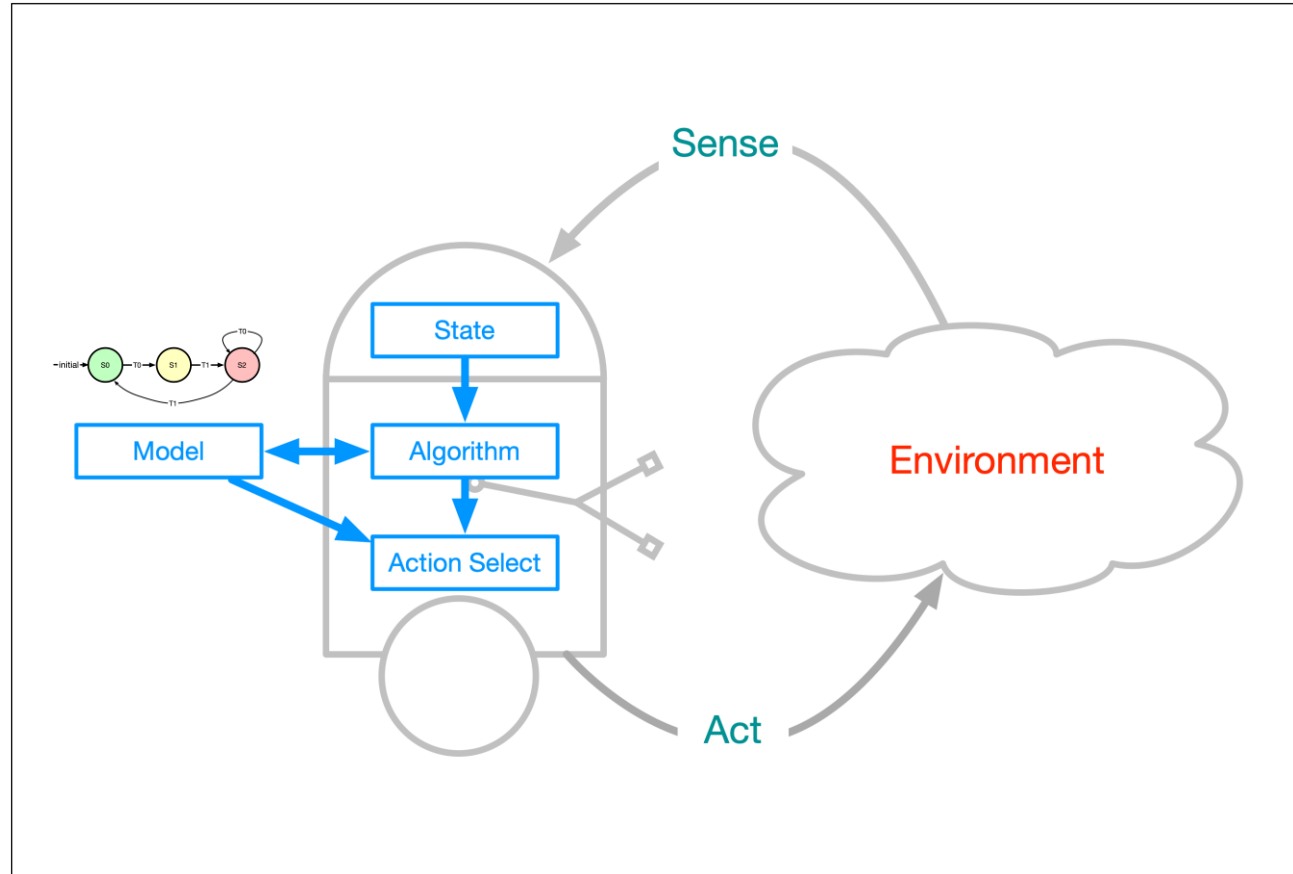 Sense
State
initial
S0
T0
S1
T1
S2
T0
T1
Model
Algorithm
Environment
Action Select
Act